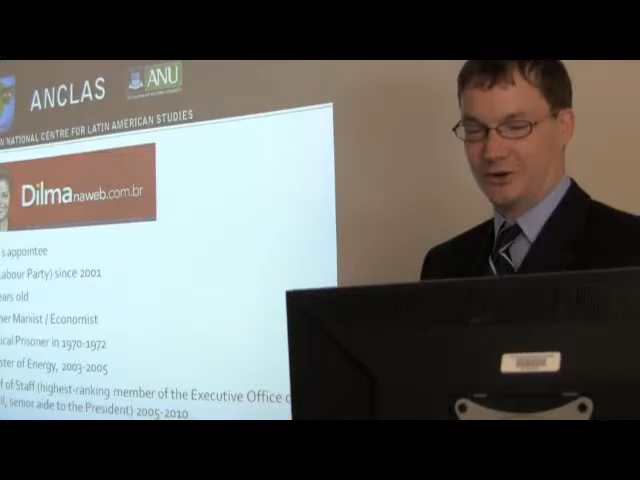 ANCLAS
ANU
NATIONAL CENTRE FOR LATIN AMERICAN STUDIES
Dilmanaweb.com.br
s appointee
Labour Party) since 2001
ears old
ner Marxist / Economist
ical Prisoner in 1970-1972
ster of Energy, 2003-2005
f of Staff (highest-ranking member of the Executive Office
il, senior aide to the President) 2005-2010